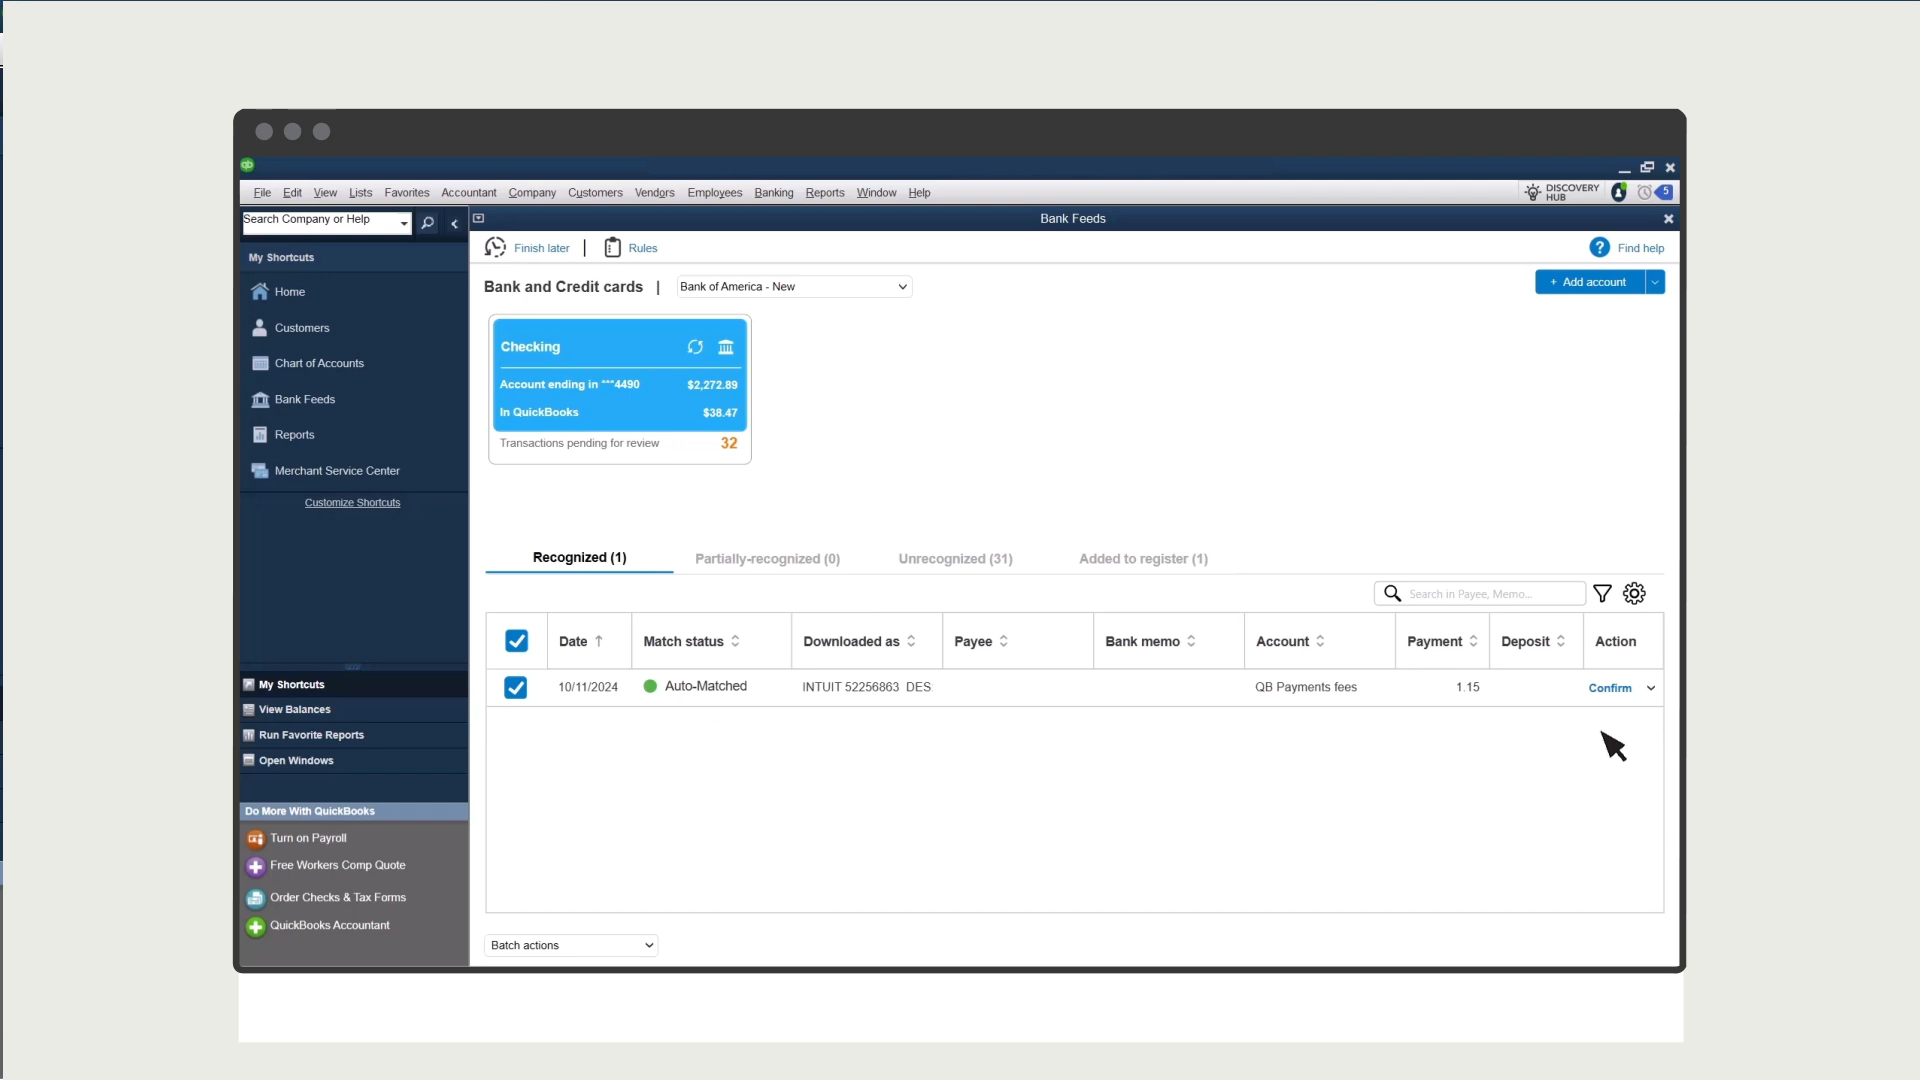 File Edit View Lists Favorites Accountant Company Customers Vendors Employees Banking Reports Window Help
DISCOVERY
HUB
5
Search Company or Help
Bank Feeds
My Shortcuts
Home
Customers
Chart of Accounts
Bank Feeds
Reports
Merchant Service Center
Customize Shortcuts
My Shortcuts
View Balances
Run Favorite Reports
Open Windows
Do More With QuickBooks
Turn on Payroll
Free Workers Comp Quote
Order Checks & Tax Forms
QuickBooks Accountant
Finish later | Rules
? Find help
Bank and Credit cards | Bank of America - New
+ Add account
Checking
Account ending in ***4490 $2,272.89
In QuickBooks $38.47
Transactions pending for review 32
Recognized (1) Partially-recognized (0) Unrecognized (31) Added to register (1)
Search in Payee, Memo...
Date Match status Downloaded as Payee Bank memo Account Payment Deposit Action
10/11/2024 Auto-Matched INTUIT 52256863 DES QB Payments fees 1.15 Confirm
Batch actions